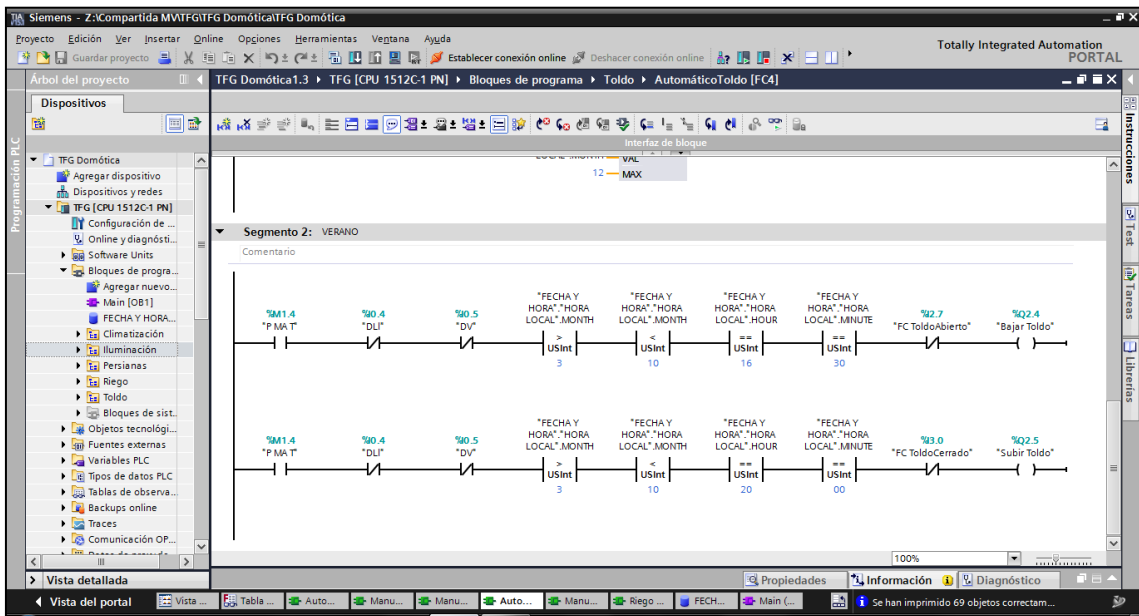 Siemens - Z:\Compartida MV\TFG\TFG Domótica\TFG Domótica
Proyecto Edición Ver Insertar Online Opciones Herramientas Ventana Ayuda
Guardar proyecto Establecer conexión online Deshacer conexión online
Totally Integrated Automation
PORTAL
Árbol del proyecto
TFG Domótica1.3 TFG [CPU 1512C-1 PN] Bloques de programa Toldo AutomáticoToldo [FC4]
Dispositivos
Interfaz de bloque
Programación PLC
TFG Domótica
Agregar dispositivo
Dispositivos y redes
TFG [CPU 1512C-1 PN]
Configuración de ...
Online y diagnósti...
Software Units
Bloques de progra...
Agregar nuevo...
Main [OB1]
FECHA Y HORA...
Climatización
Iluminación
Persianas
Riego
Toldo
Bloques de sist...
Objetos tecnológi...
Fuentes externas
Variables PLC
Tipos de datos PLC
Tablas de observa...
Backups online
Traces
Comunicación OP...
VAL
12 MAX
Segmento 2: VERANO
Comentario
%M1.4
"P MA T"
%I0.4
"DLI"
%I0.5
"DV"
"FECHA Y
HORA"."HORA
LOCAL".MONTH
>
USInt
3
"FECHA Y
HORA"."HORA
LOCAL".MONTH
<
USInt
10
"FECHA Y
HORA"."HORA
LOCAL".HOUR
==
USInt
16
"FECHA Y
HORA"."HORA
LOCAL".MINUTE
==
USInt
30
%I2.7
"FC ToldoAbierto"
%Q2.4
"Bajar Toldo"
%M1.4
"P MA T"
%I0.4
"DLI"
%I0.5
"DV"
"FECHA Y
HORA"."HORA
LOCAL".MONTH
>
USInt
3
"FECHA Y
HORA"."HORA
LOCAL".MONTH
<
USInt
10
"FECHA Y
HORA"."HORA
LOCAL".HOUR
==
USInt
20
"FECHA Y
HORA"."HORA
LOCAL".MINUTE
==
USInt
00
%I3.0
"FC ToldoCerrado"
%Q2.5
"Subir Toldo"
100%
Instrucciones
Test
Tareas
Librerías
Vista detallada
Propiedades Información Diagnóstico
Vista del portal Vista ... Tabla ... Auto... Manu... Manu... Auto... Manu... Riego ... FECH... Main (... Se han imprimido 69 objetos correctam...